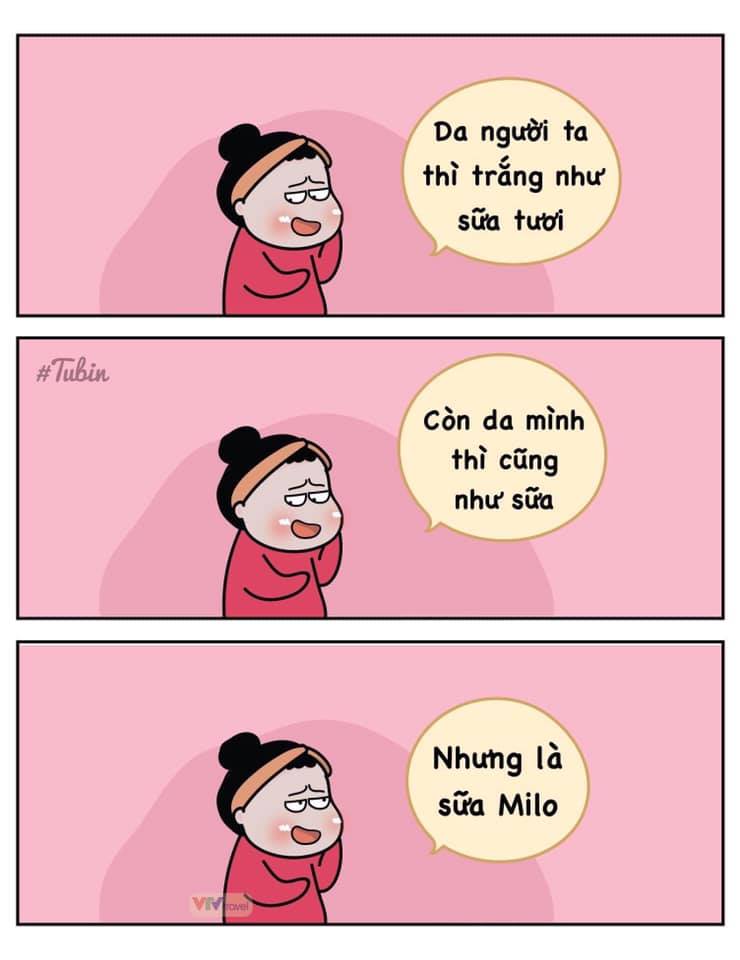 Da người ta
thì trắng như
sữa tươi
#Tubin
Còn da mình
thì cũng
như sữa
Nhưng là
sữa Milo
VTVtravel